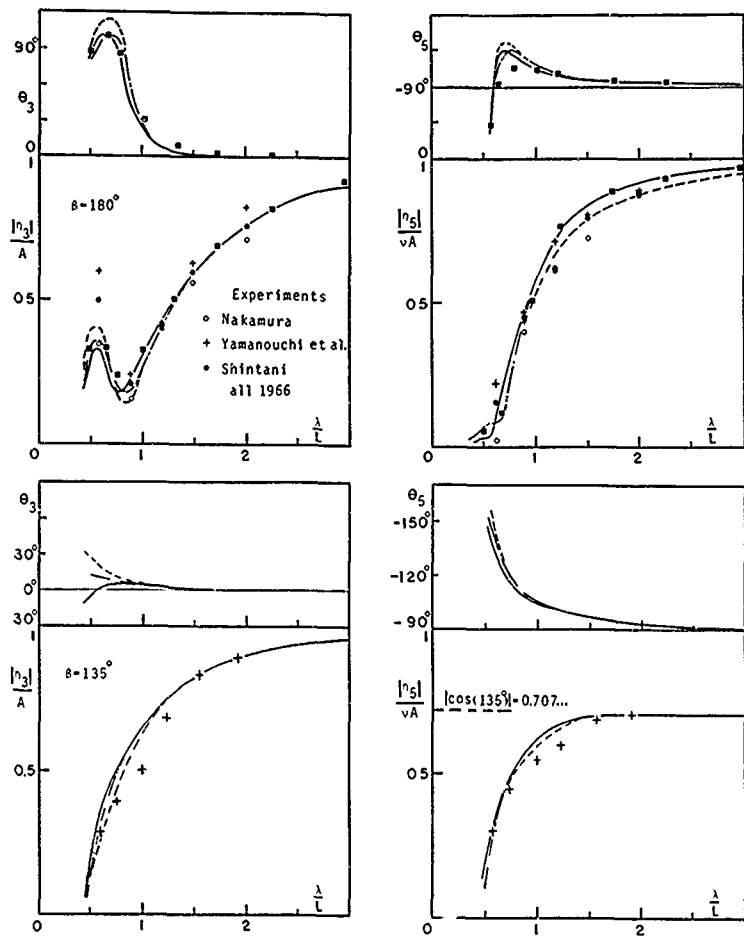 90°
θ3
0
1
|η3|
A
β=180°
0.5
Experiments
o Nakamura
+ Yamanouchi et al.
• Shintani
all 1966
λ
L
0
1
2
θ5
-90°
0
1
|η5|
νA
0.5
λ
L
0
1
2
θ3
30°
0°
30°
1
|η3|
A
β=135°
0.5
λ
L
0
1
2
θ5
-150°
-120°
-90°
1
|η5|
νA
|cos(135°)|=0.707...
0.5
λ
L
0
1
2